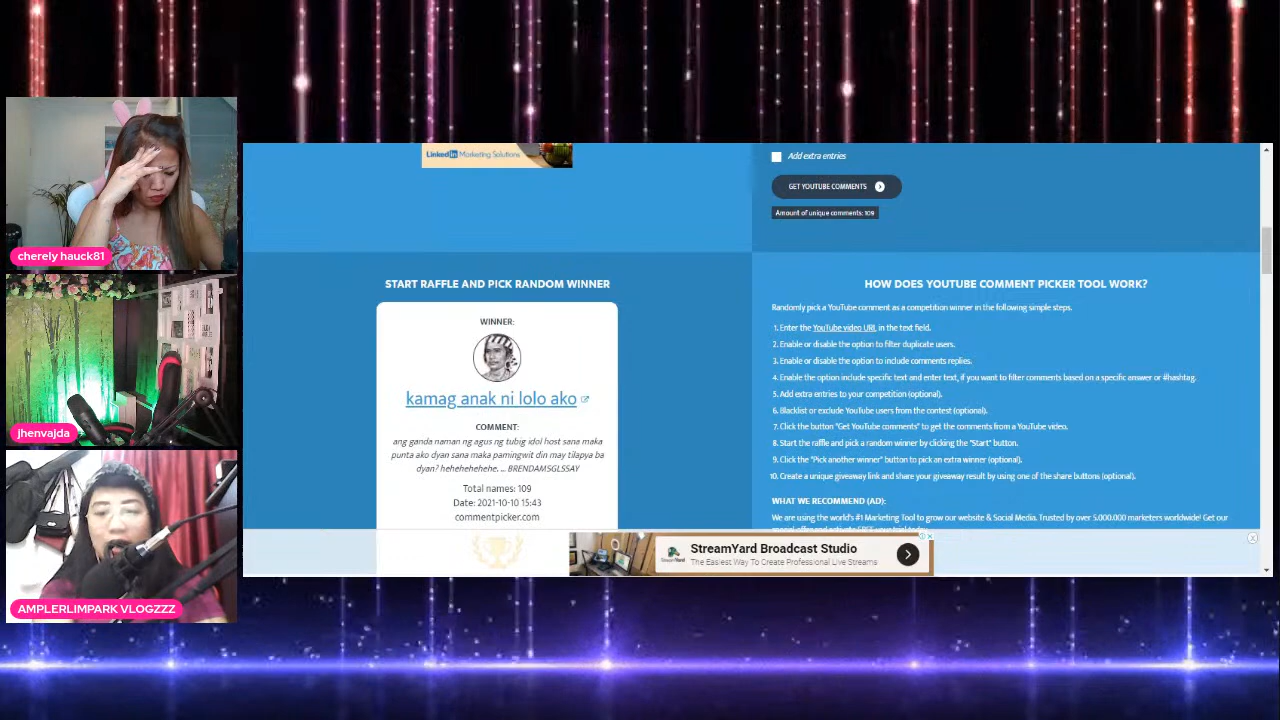 cherely hauck81
jhenvajda
AMPLERLIMPARK VLOGZZZ
Linked in Marketing Solutions
Add extra entries
GET YOUTUBE COMMENTS
Amount of unique comments: 109
START RAFFLE AND PICK RANDOM WINNER
WINNER:
kamag anak ni lolo ako
COMMENT:
ang ganda naman ng agus ng tubig idol host sana maka
punta ako dyan sana maka pamingwit din may tilapya ba
dyan? hehehehehehe. ... BRENDAMSGLSSAY
Total names: 109
Date: 2021-10-10 15:43
commentpicker.com
HOW DOES YOUTUBE COMMENT PICKER TOOL WORK?
Randomly pick a YouTube comment as a competition winner in the following simple steps.
1. Enter the YouTube video URL in the text field.
2. Enable or disable the option to filter duplicate users.
3. Enable or disable the option to include comments replies.
4. Enable the option include specific text and enter text, if you want to filter comments based on a specific answer or #hashtag.
5. Add extra entries to your competition (optional).
6. Blacklist or exclude YouTube users from the contest (optional).
7. Click the button "Get YouTube comments" to get the comments from a YouTube video.
8. Start the raffle and pick a random winner by clicking the "Start" button.
9. Click the "Pick another winner" button to pick an extra winner (optional).
10. Create a unique giveaway link and share your giveaway result by using one of the share buttons (optional).
WHAT WE RECOMMEND (AD):
We are using the world's #1 Marketing Tool to grow our website & Social Media. Trusted by over 5.000.000 marketers worldwide! Get our
StreamYard Broadcast Studio
The Easiest Way To Create Professional Live Streams